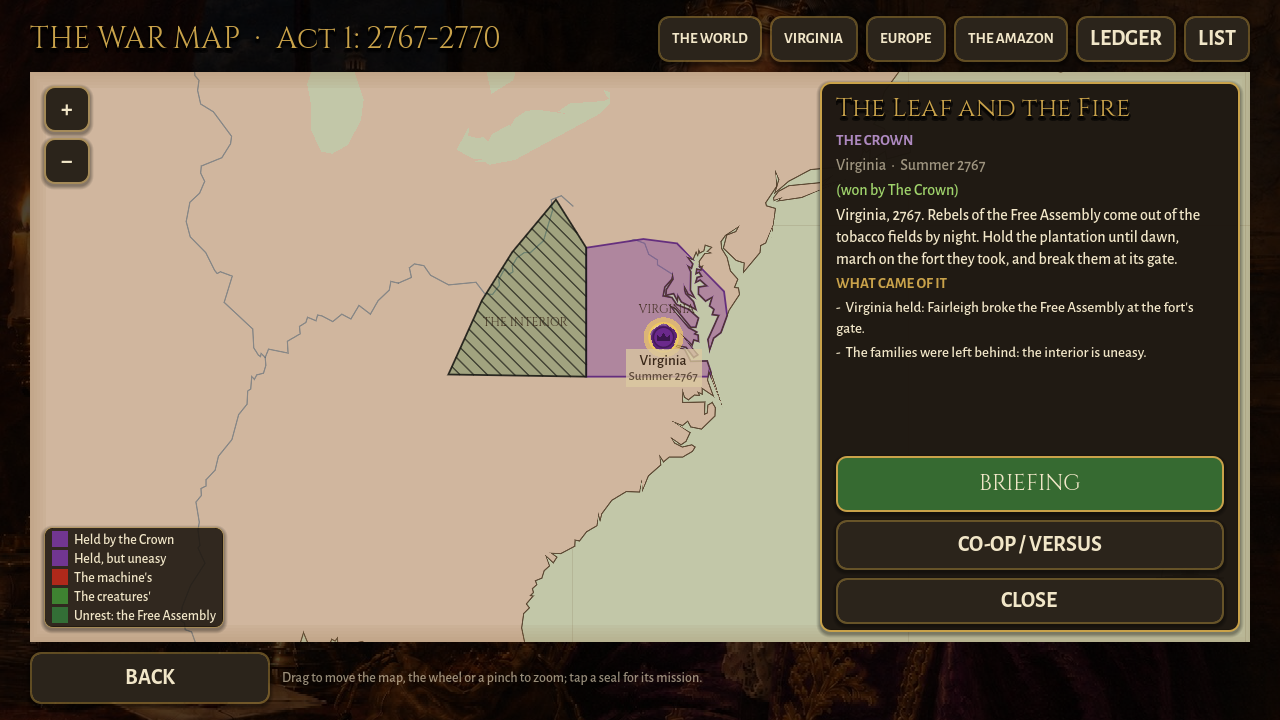 THE WAR MAP · ACT 1: 2767-2770
THE WORLD
VIRGINIA
EUROPE
THE AMAZON
LEDGER
LIST
+
−
THE INTERIOR
VIRGINIA
Virginia
Summer 2767
Held by the Crown
Held, but uneasy
The machine's
The creatures'
Unrest: the Free Assembly
THE LEAF AND THE FIRE
THE CROWN
Virginia · Summer 2767
(won by The Crown)
Virginia, 2767. Rebels of the Free Assembly come out of the
tobacco fields by night. Hold the plantation until dawn,
march on the fort they took, and break them at its gate.
WHAT CAME OF IT
- Virginia held: Fairleigh broke the Free Assembly at the fort's
gate.
- The families were left behind: the interior is uneasy.
BRIEFING
CO-OP / VERSUS
CLOSE
BACK
Drag to move the map, the wheel or a pinch to zoom; tap a seal for its mission.